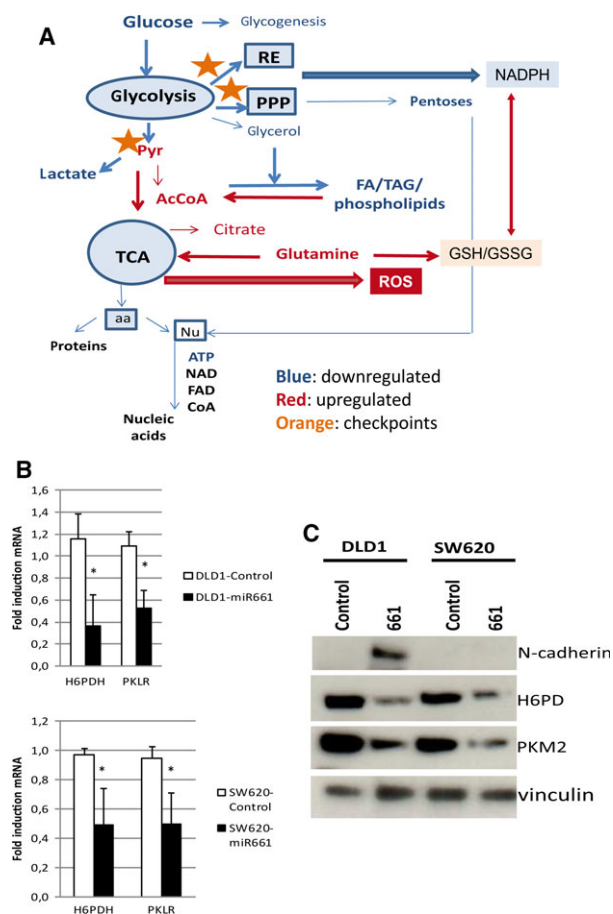 A
Glucose
Glycogenesis
RE
NADPH
Glycolysis
PPP
Pentoses
Glycerol
Pyr
Lactate
AcCoA
FA/TAG/
phospholipids
Citrate
TCA
Glutamine
GSH/GSSG
ROS
aa
Nu
Proteins
ATP
NAD
FAD
CoA
Nucleic
acids
Blue: downregulated
Red: upregulated
Orange: checkpoints
B
Fold induction mRNA
1,6
1,4
1,2
1,0
0,8
0,6
0,4
0,2
0,0
*
*
H6PDH
PKLR
DLD1-Control
DLD1-miR661
Fold induction mRNA
1,0
0,8
0,6
0,4
0,2
0,0
*
*
H6PDH
PKLR
SW620-
Control
SW620-
miR661
C
DLD1
SW620
Control
661
Control
661
N-cadherin
H6PD
PKM2
vinculin